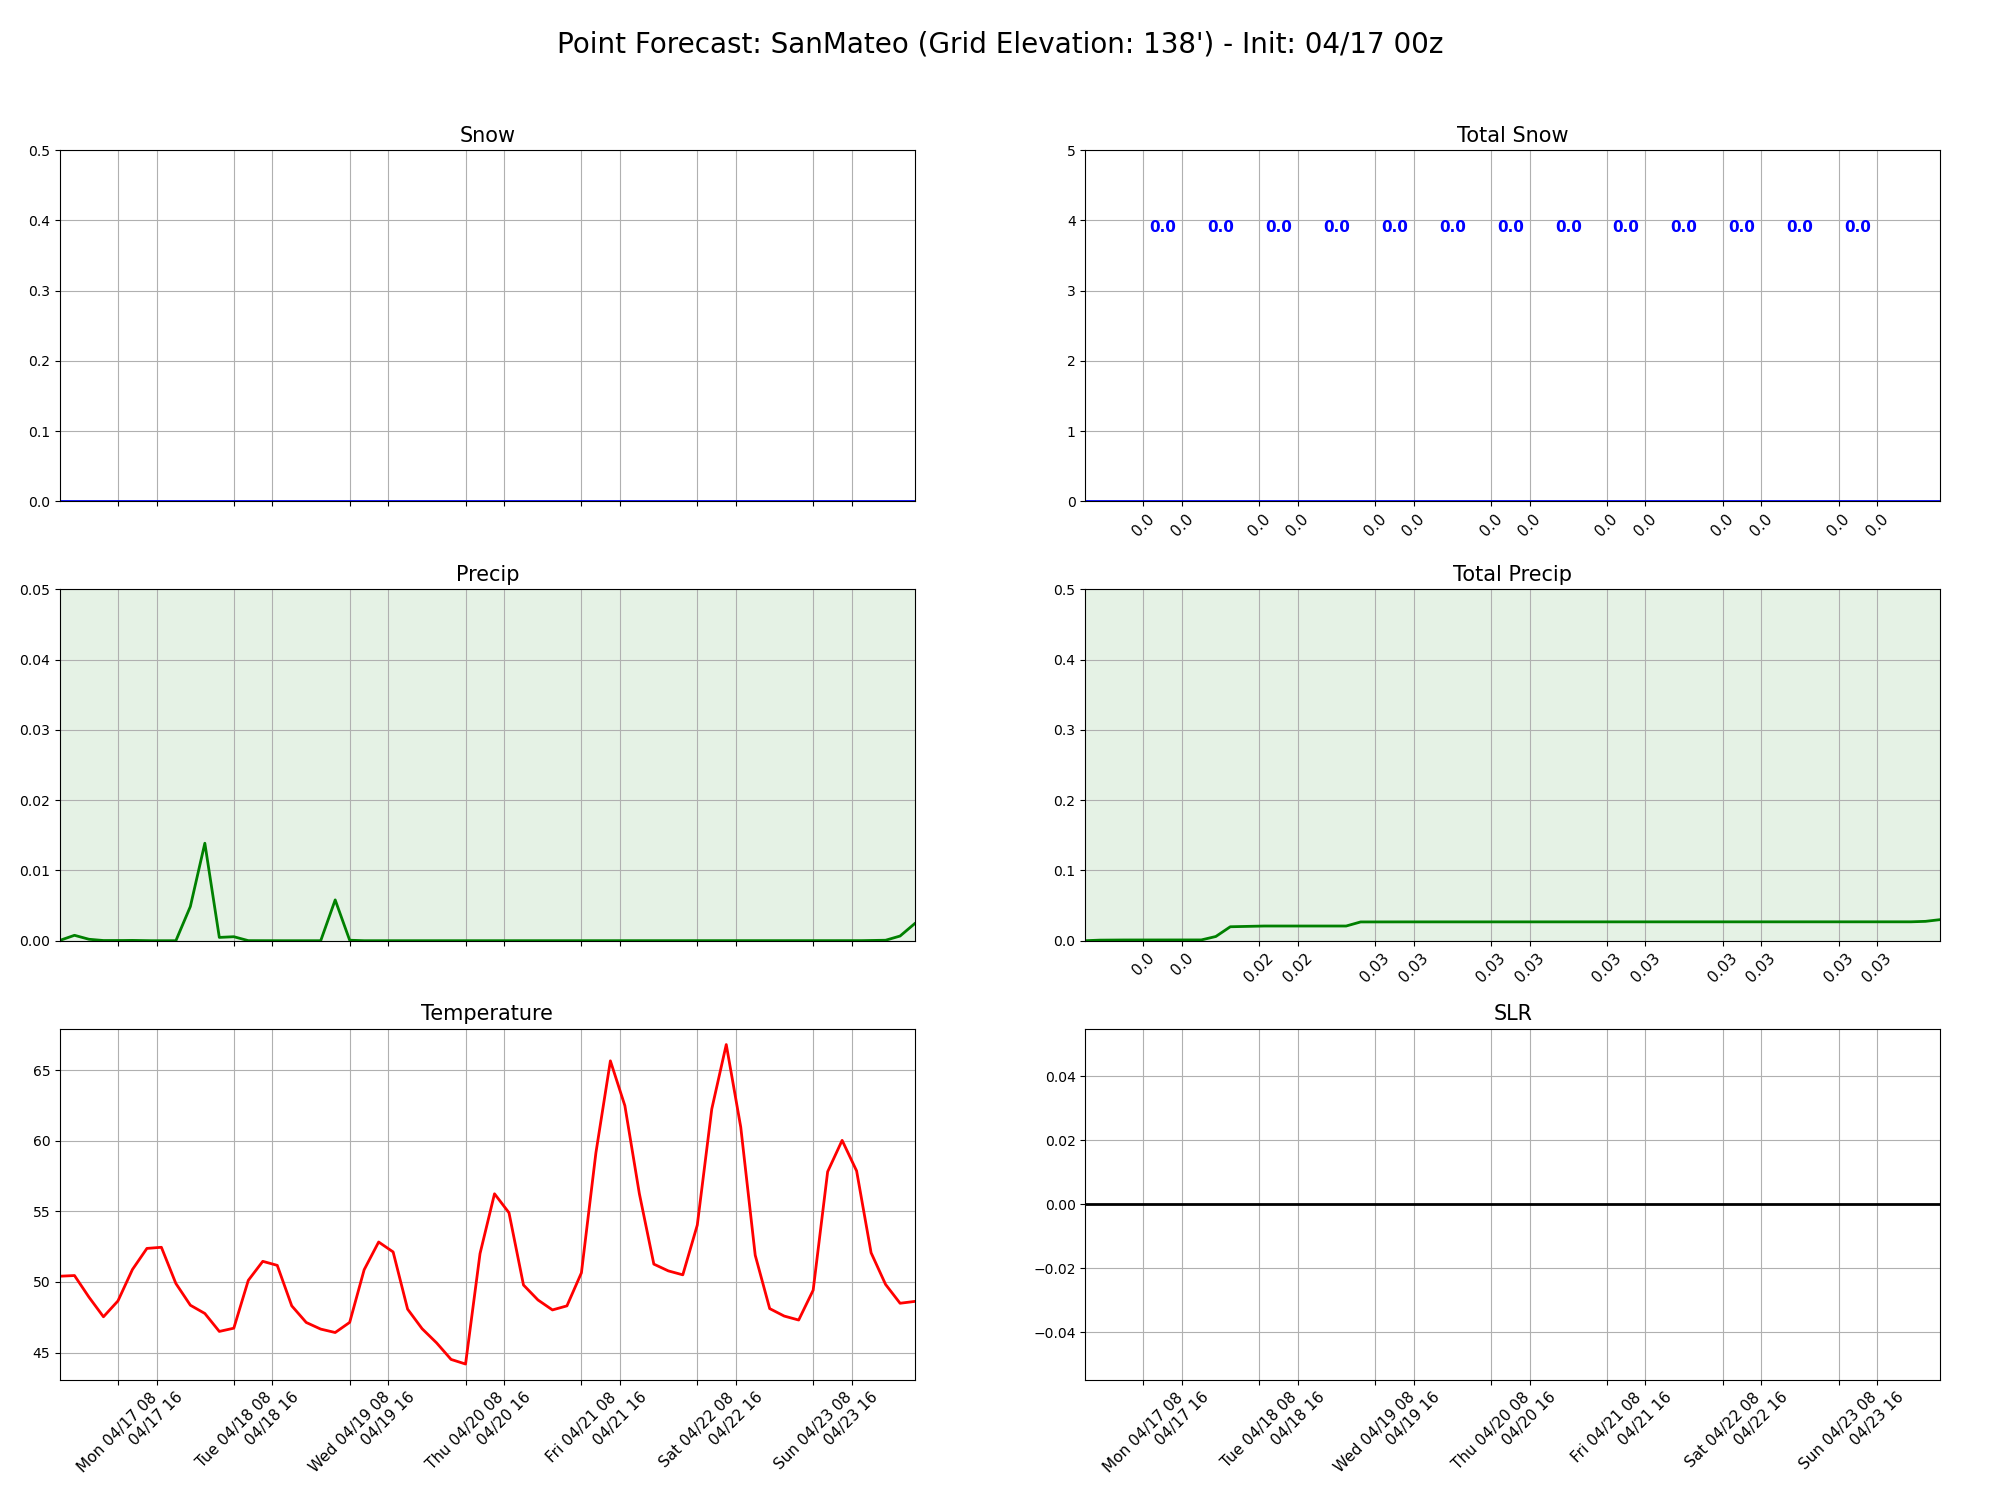 Point Forecast: SanMateo (Grid Elevation: 138') - Init: 04/17 00z
Snow
0.5
0.4
0.3
0.2
0.1
0.0
Total Snow
5
4
3
2
1
0
0.0 0.0 0.0 0.0 0.0 0.0 0.0 0.0 0.0 0.0 0.0 0.0 0.0
0.0 0.0 0.0 0.0 0.0 0.0 0.0 0.0 0.0 0.0 0.0 0.0 0.0 0.0
Precip
0.05
0.04
0.03
0.02
0.01
0.00
Total Precip
0.5
0.4
0.3
0.2
0.1
0.0
0.0 0.0 0.02 0.02 0.03 0.03 0.03 0.03 0.03 0.03 0.03 0.03 0.03 0.03
Temperature
65
60
55
50
45
Mon 04/17 08
04/17 16
Tue 04/18 08
04/18 16
Wed 04/19 08
04/19 16
Thu 04/20 08
04/20 16
Fri 04/21 08
04/21 16
Sat 04/22 08
04/22 16
Sun 04/23 08
04/23 16
SLR
0.04
0.02
0.00
−0.02
−0.04
Mon 04/17 08
04/17 16
Tue 04/18 08
04/18 16
Wed 04/19 08
04/19 16
Thu 04/20 08
04/20 16
Fri 04/21 08
04/21 16
Sat 04/22 08
04/22 16
Sun 04/23 08
04/23 16